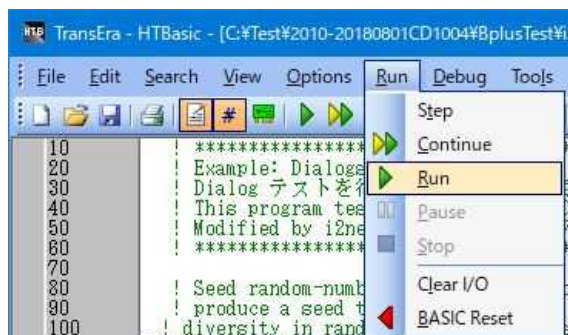 HTB TransEra - HTBasic - [C:¥Test¥2010-20180801CD1004¥BplusTest¥i
File Edit Search View Options Run Debug Tools
#
Step
Continue
Run
Pause
Stop
Clear I/O
BASIC Reset
10 ! *****************
20 ! Example: Dialogs
30 ! Dialog テストを行
40 ! This program tes
50 ! Modified by i2ne
60 ! *****************
70
80 ! Seed random-numb
90 ! produce a seed t
100 ! diversity in rand